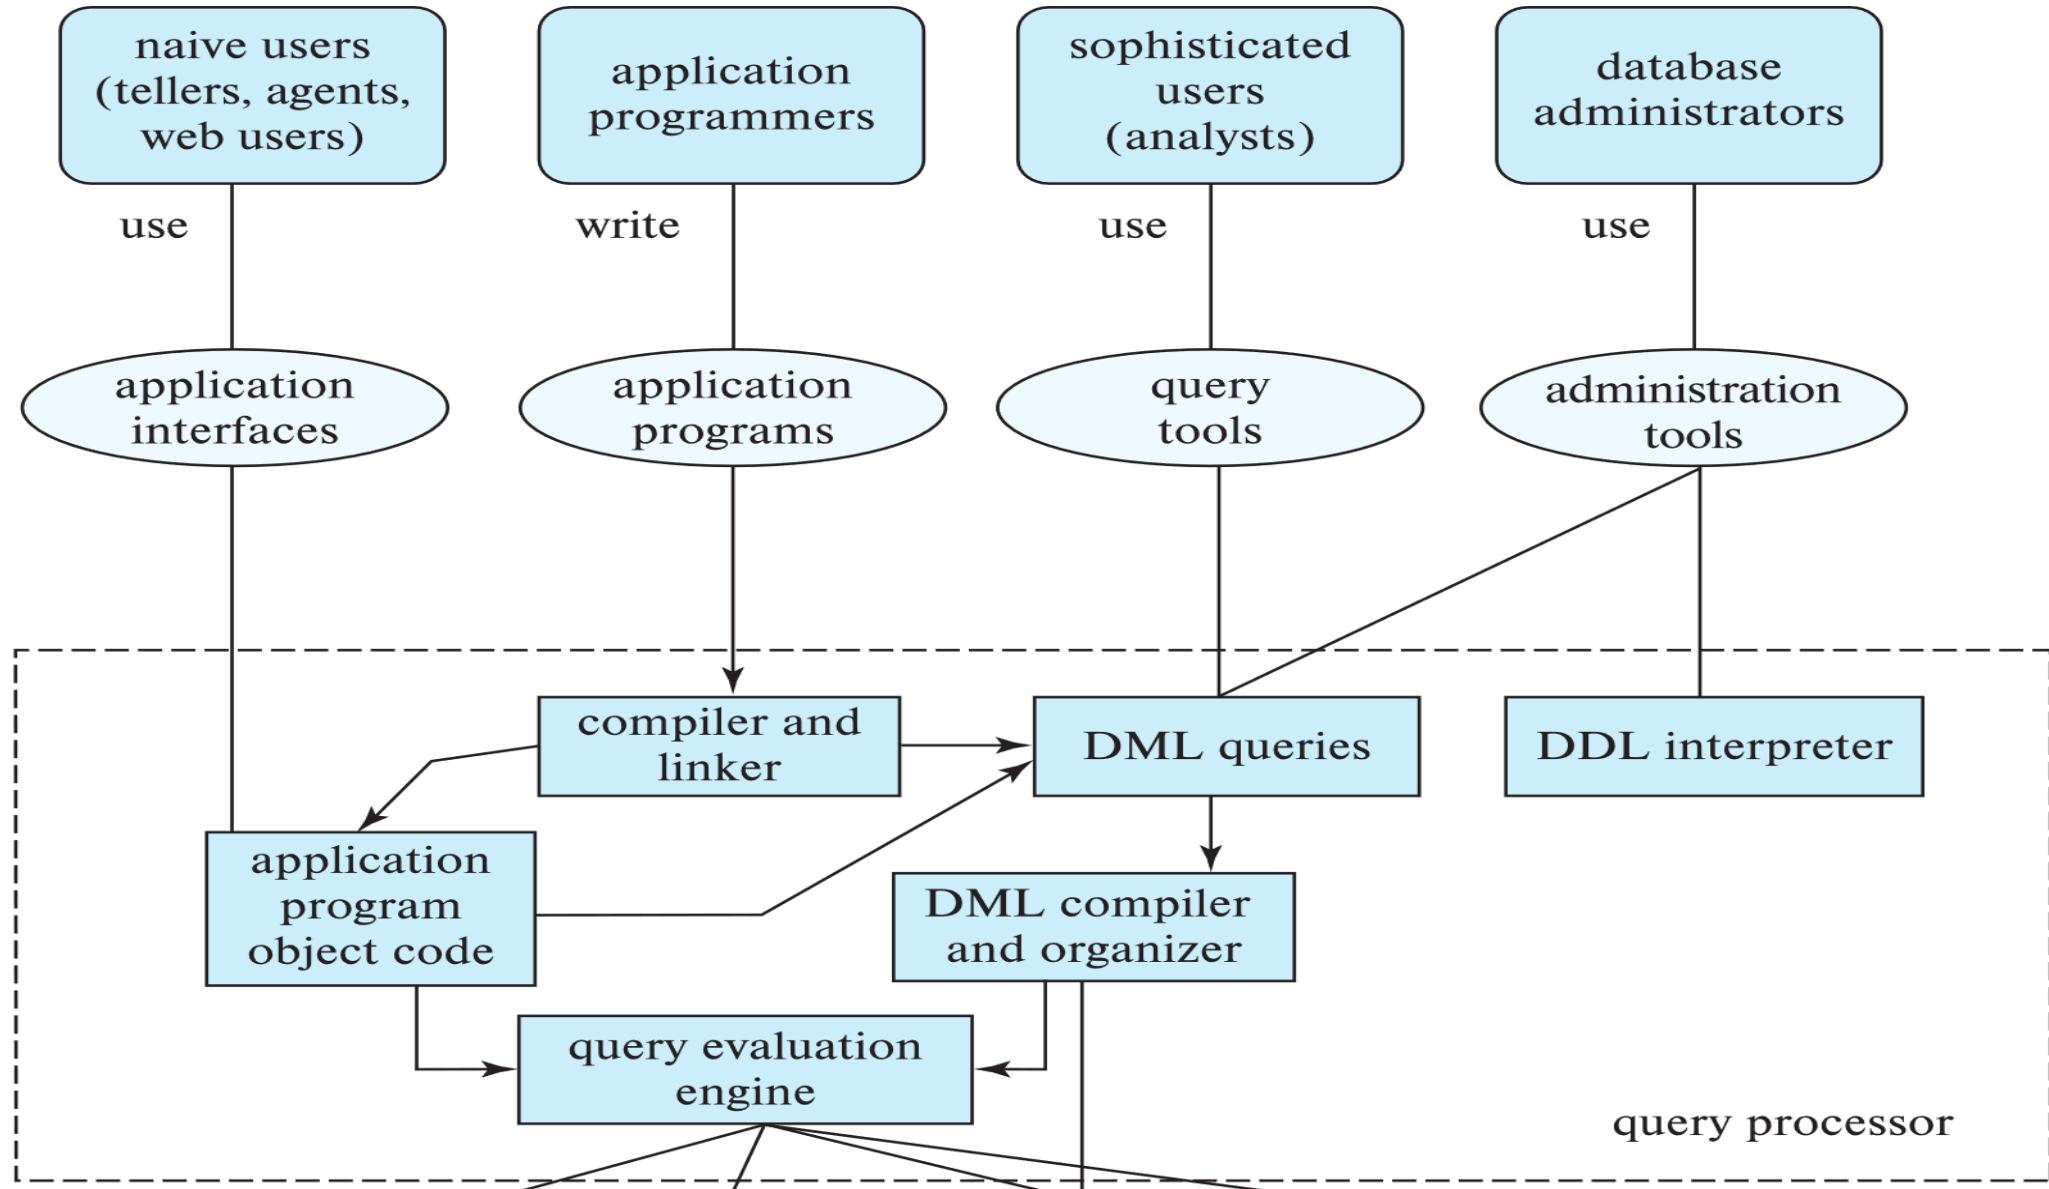 naive users
(tellers, agents,
web users)
application
programmers
sophisticated
users
(analysts)
database
administrators
use
write
use
use
application
interfaces
application
programs
query
tools
administration
tools
compiler and
linker
DML queries
DDL interpreter
application
program
object code
DML compiler
and organizer
query evaluation
engine
query processor